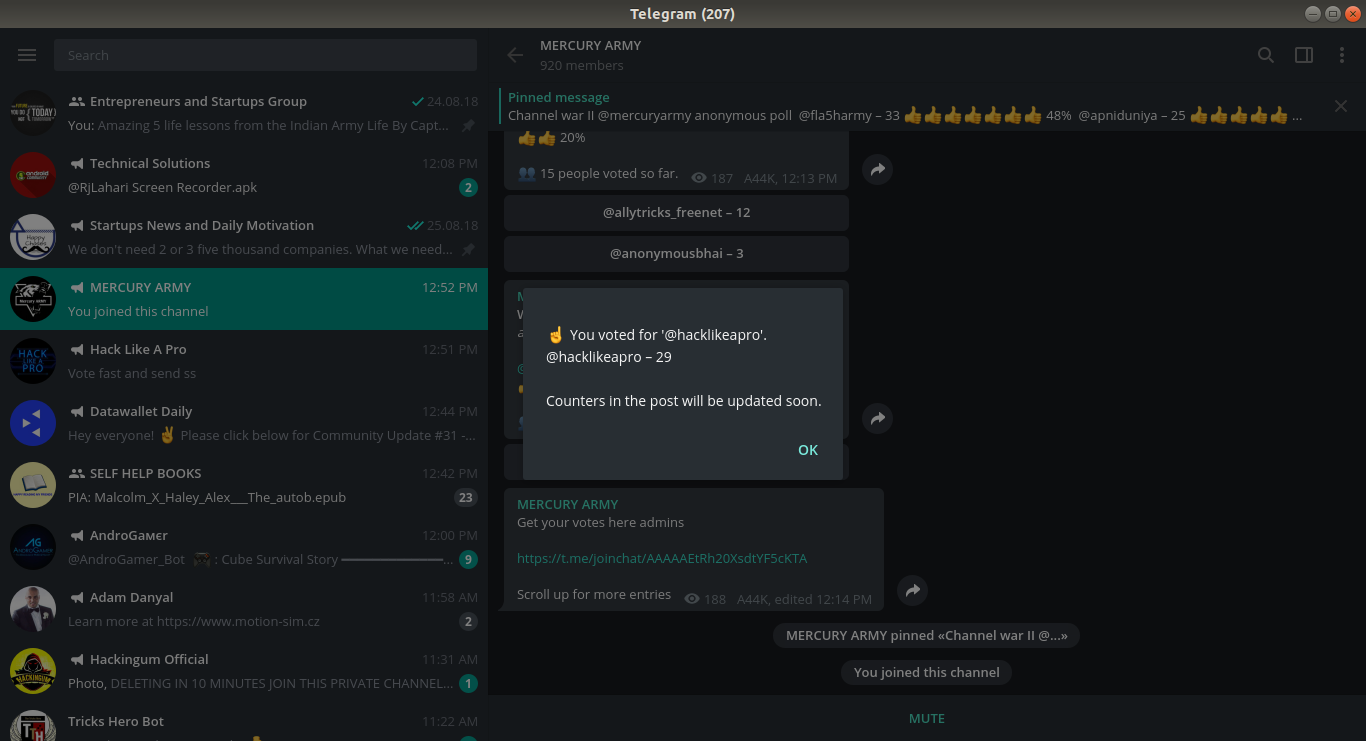 Telegram (207)
Search
Entrepreneurs and Startups Group 24.08.18
You: Amazing 5 life lessons from the Indian Army Life By Capt...
Technical Solutions 12:08 PM
@RjLahari Screen Recorder.apk 2
Startups News and Daily Motivation 25.08.18
We don't need 2 or 3 five thousand companies. What we need...
MERCURY ARMY 12:52 PM
You joined this channel
HACK LIKE A PRO
Hack Like A Pro 12:51 PM
Vote fast and send ss
Datawallet Daily 12:44 PM
Hey everyone! ✌ Please click below for Community Update #31 -...
SELF HELP BOOKS 12:42 PM
PIA: Malcolm_X_Haley_Alex___The_autob.epub 23
AndroGaмer 12:00 PM
@AndroGamer_Bot 🎮 : Cube Survival Story ━━━━━━━━... 9
Adam Danyal 11:58 AM
Learn more at https://www.motion-sim.cz 2
Hackingum Official 11:31 AM
Photo, DELETING IN 10 MINUTES JOIN THIS PRIVATE CHANNEL... 1
Tricks Hero Bot 11:22 AM
MERCURY ARMY
920 members
Pinned message
Channel war II @mercuryarmy anonymous poll @fla5harmy – 33 👍👍👍👍👍👍👍 48% @apniduniya – 25 👍👍👍👍👍 ...
👍👍 20%
👥 15 people voted so far. 187 A44K, 12:13 PM
@allytricks_freenet – 12
@anonymousbhai – 3
☝ You voted for '@hacklikeapro'.
@hacklikeapro – 29
Counters in the post will be updated soon.
OK
MERCURY ARMY
Get your votes here admins
https://t.me/joinchat/AAAAAEtRh20XsdtYF5cKTA
Scroll up for more entries 188 A44K, edited 12:14 PM
MERCURY ARMY pinned «Channel war II @...»
You joined this channel
MUTE